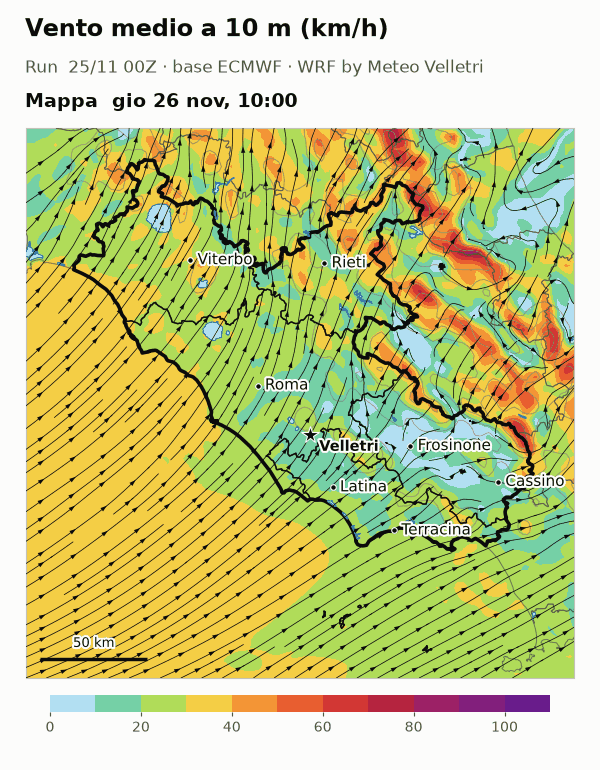 Vento medio a 10 m (km/h)
Run  25/11 00Z · base ECMWF · WRF by Meteo Velletri
Mappa  gio 26 nov, 10:00
Viterbo
Rieti
Roma
Velletri
Frosinone
Latina
Cassino
Terracina
50 km
0 20 40 60 80 100